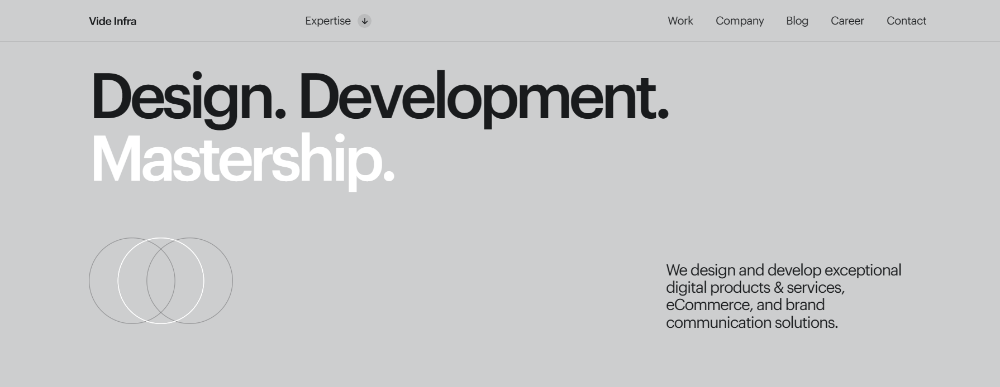 Vide Infra
Expertise
Work
Company
Blog
Career
Contact
Design. Development.
Mastership.
We design and develop exceptional
digital products & services,
eCommerce, and brand
communication solutions.